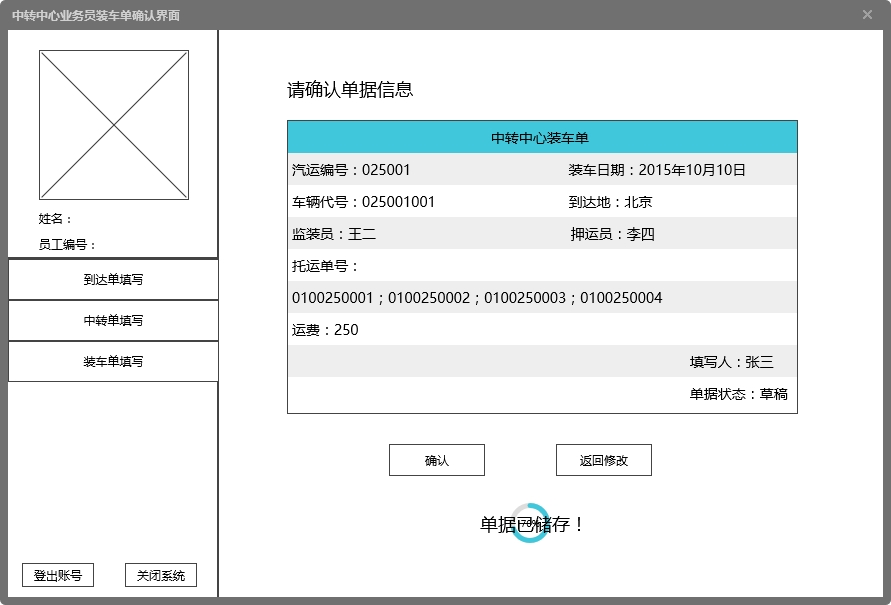 中转中心业务员装车单确认界面
姓名：
员工编号：
到达单填写
中转单填写
装车单填写
登出账号
关闭系统
请确认单据信息
中转中心装车单
汽运编号：025001 装车日期：2015年10月10日
车辆代号：025001001 到达地：北京
监装员：王二 押运员：李四
托运单号：
0100250001；0100250002；0100250003；0100250004
运费：250
填写人：张三
单据状态：草稿
确认 返回修改
单据已储存！